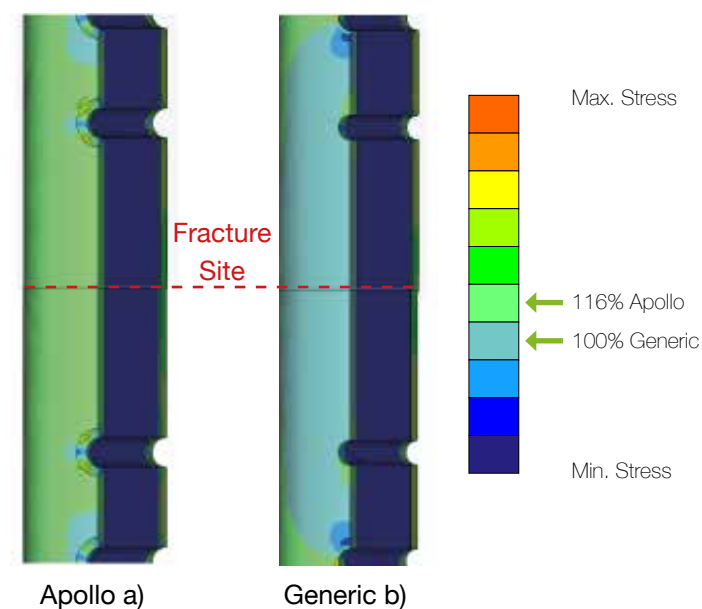 Max. Stress
Fracture
Site
116% Apollo
100% Generic
Min. Stress
Apollo a)
Generic b)